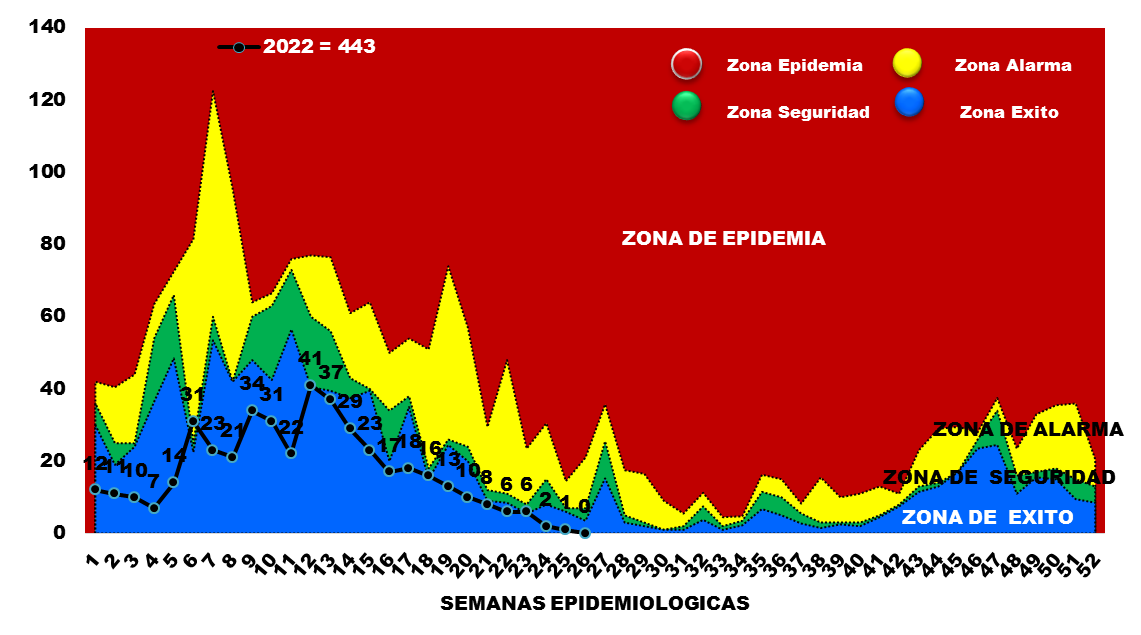 140
120
100
80
60
40
20
0
2022 = 443
Zona Epidemia
Zona Alarma
Zona Seguridad
Zona Exito
ZONA DE EPIDEMIA
ZONA DE ALARMA
ZONA DE SEGURIDAD
ZONA DE EXITO
12 11 10 7 14 31 23 21 34 31 22 41 37 29 23 17 18 16 13 10 8 6 6 2 1 0
1 2 3 4 5 6 7 8 9 10 11 12 13 14 15 16 17 18 19 20 21 22 23 24 25 26 27 28 29 30 31 32 33 34 35 36 37 38 39 40 41 42 43 44 45 46 47 48 49 50 51 52
SEMANAS EPIDEMIOLOGICAS